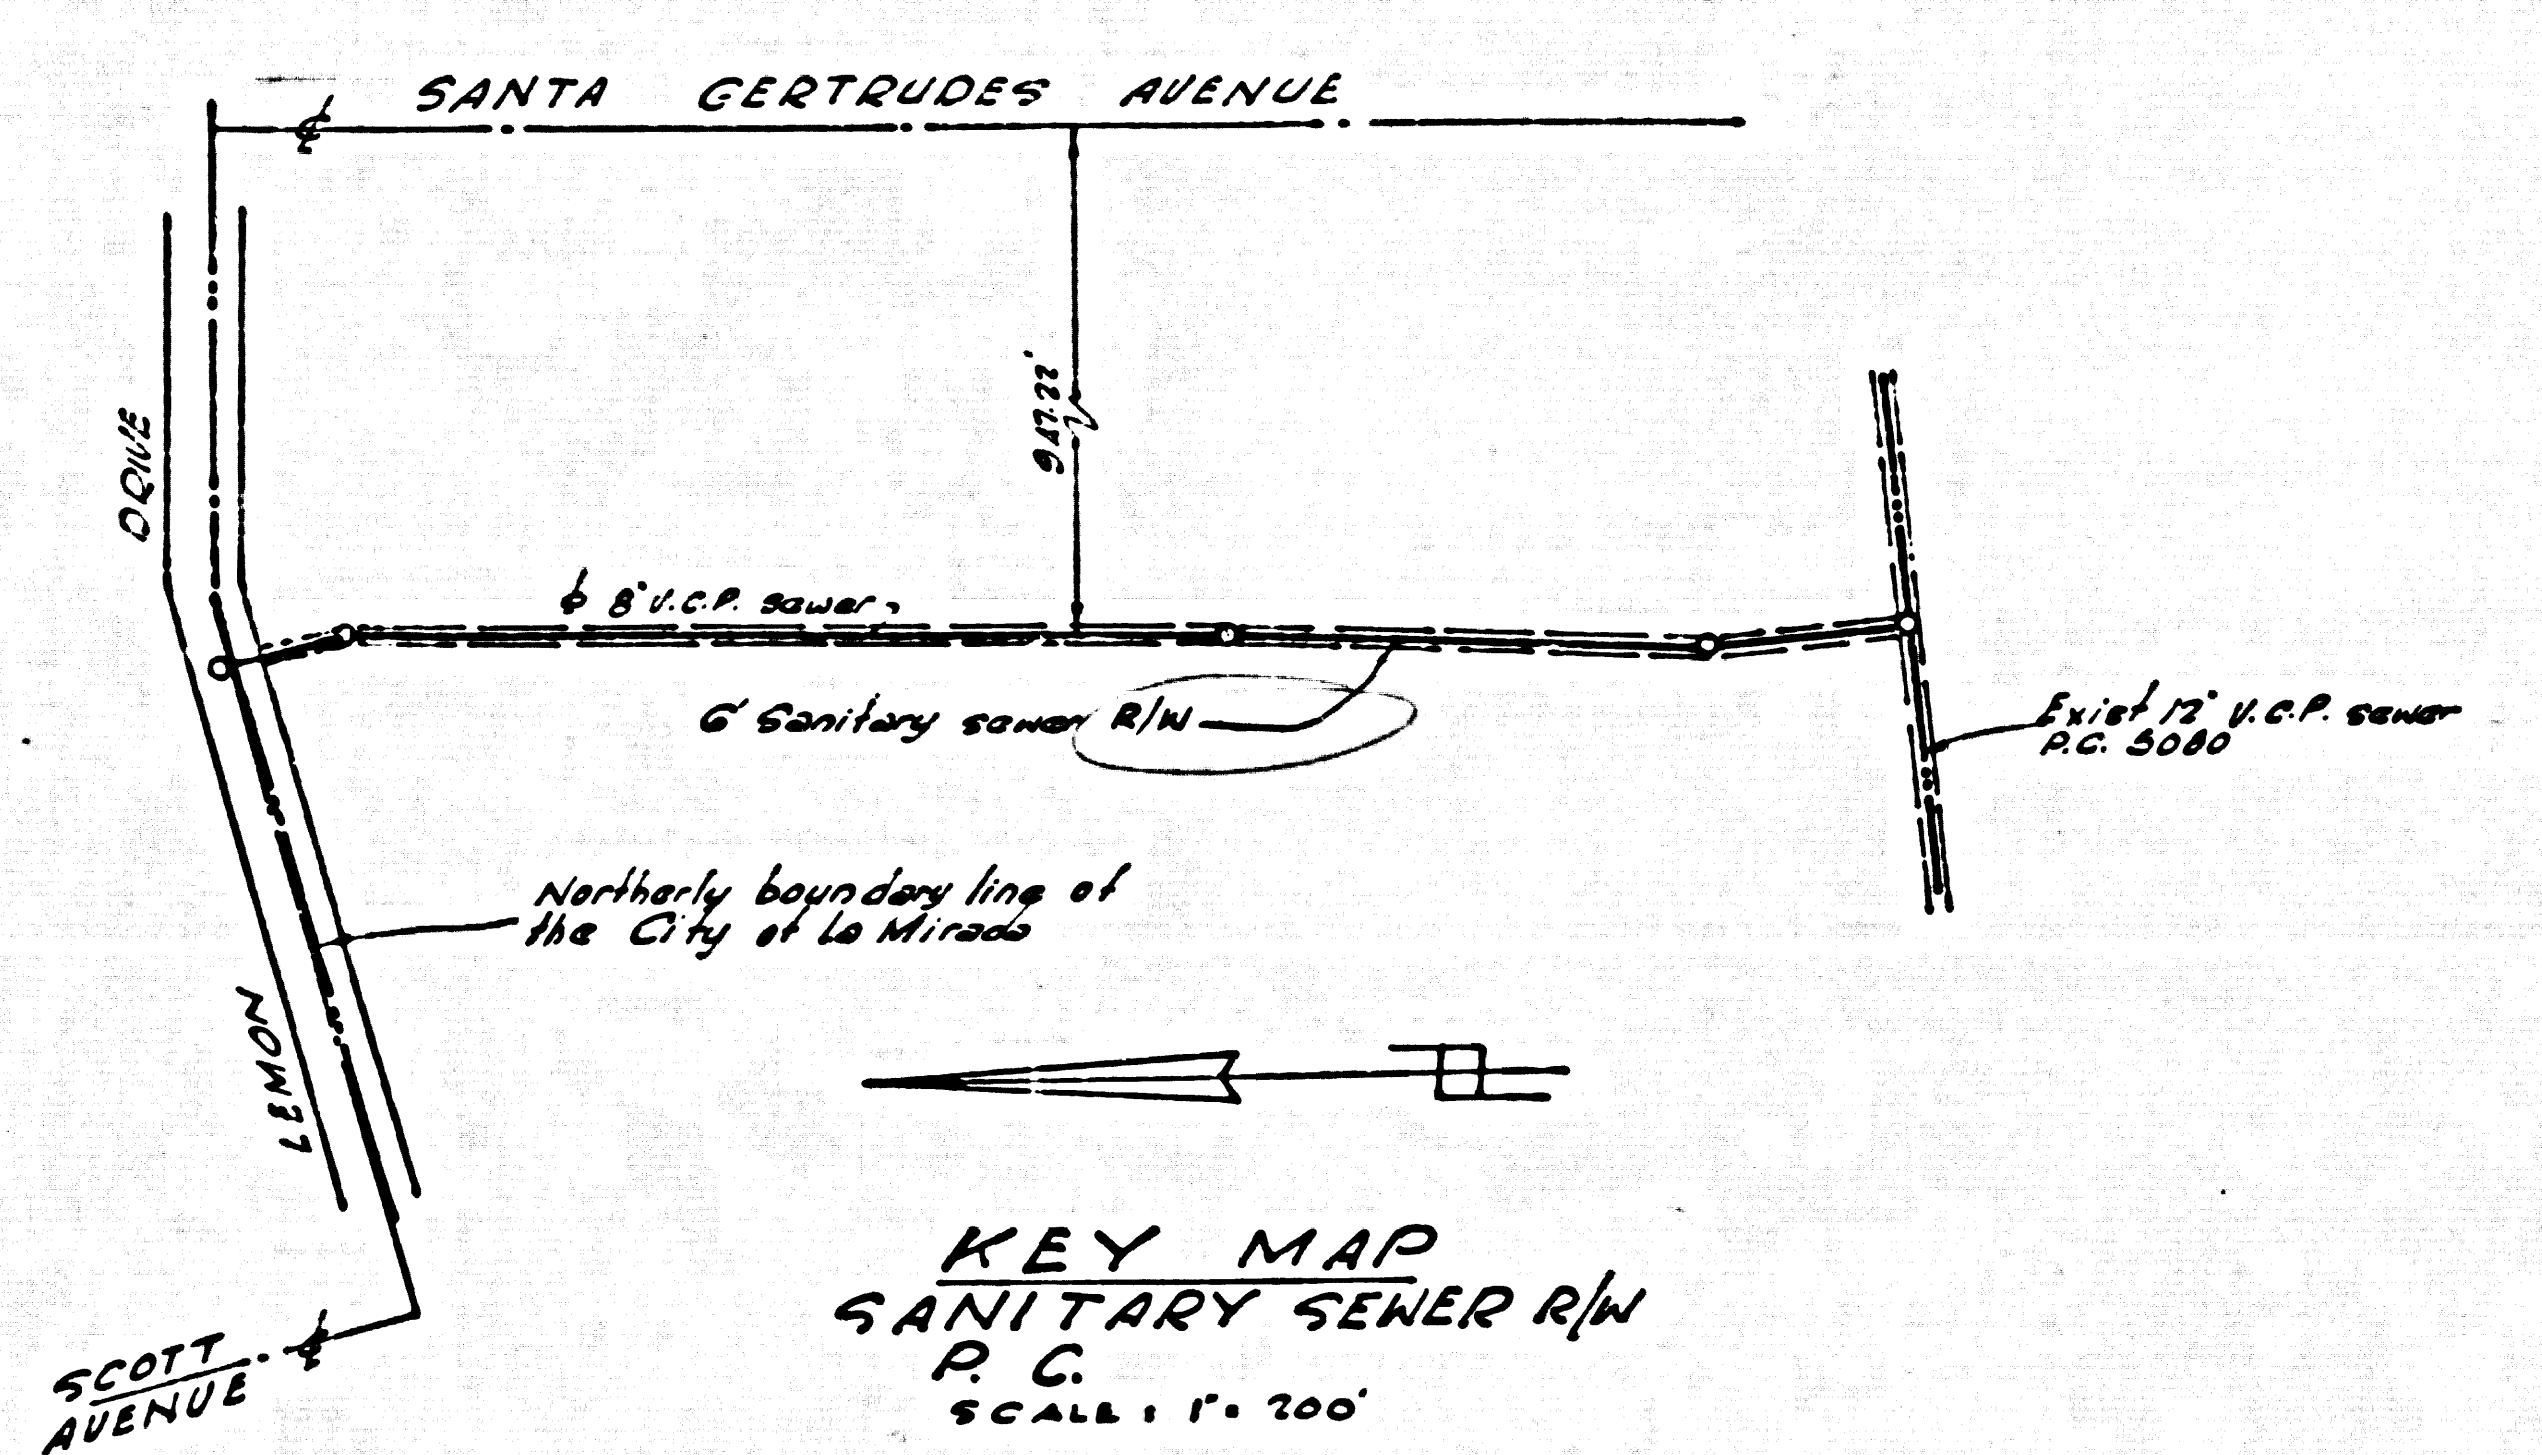 SANTA GERTRUDES AVENUE
℄
DRIVE
947.22'
8" V.C.P. sewer
6' Sanitary sewer R/W
Exist 12" V.C.P. sewer
P.C. 5080
Northerly boundary line of
the City of La Mirada
LEMON
KEY MAP
SANITARY SEWER R/W
P. C.
SCALE: 1" = 200'
℄
SCOTT
AVENUE